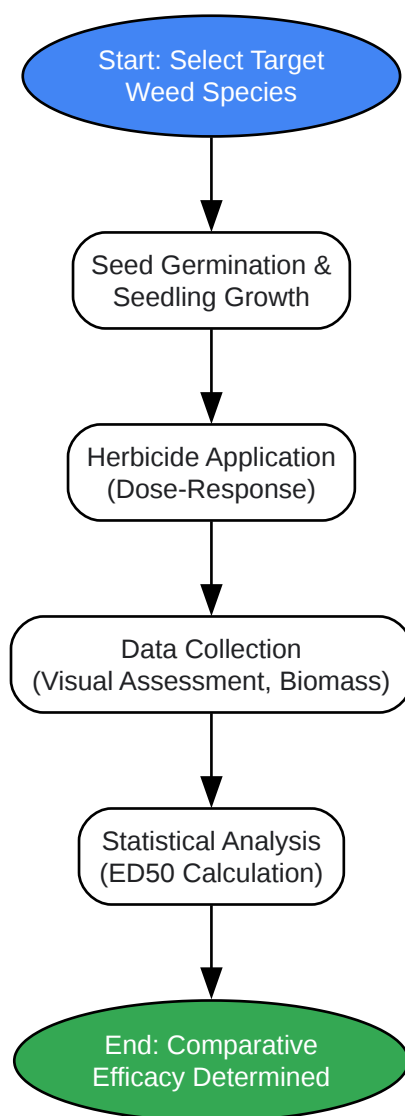 Start: Select Target
Weed Species
Seed Germination &
Seedling Growth
Herbicide Application
(Dose-Response)
Data Collection
(Visual Assessment, Biomass)
Statistical Analysis
(ED50 Calculation)
End: Comparative
Efficacy Determined